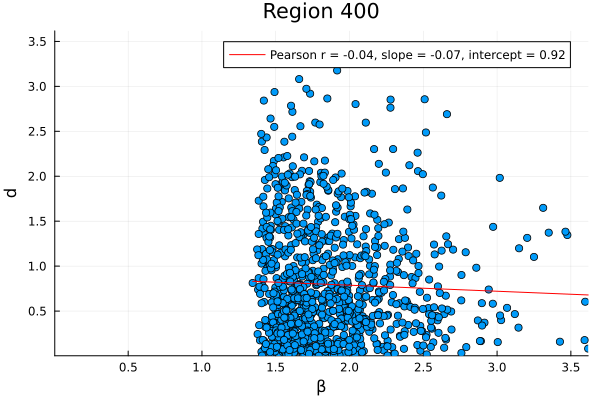 Region 400
Pearson r = -0.04, slope = -0.07, intercept = 0.92
d
3.5
3.0
2.5
2.0
1.5
1.0
0.5
0.5 1.0 1.5 2.0 2.5 3.0 3.5
β